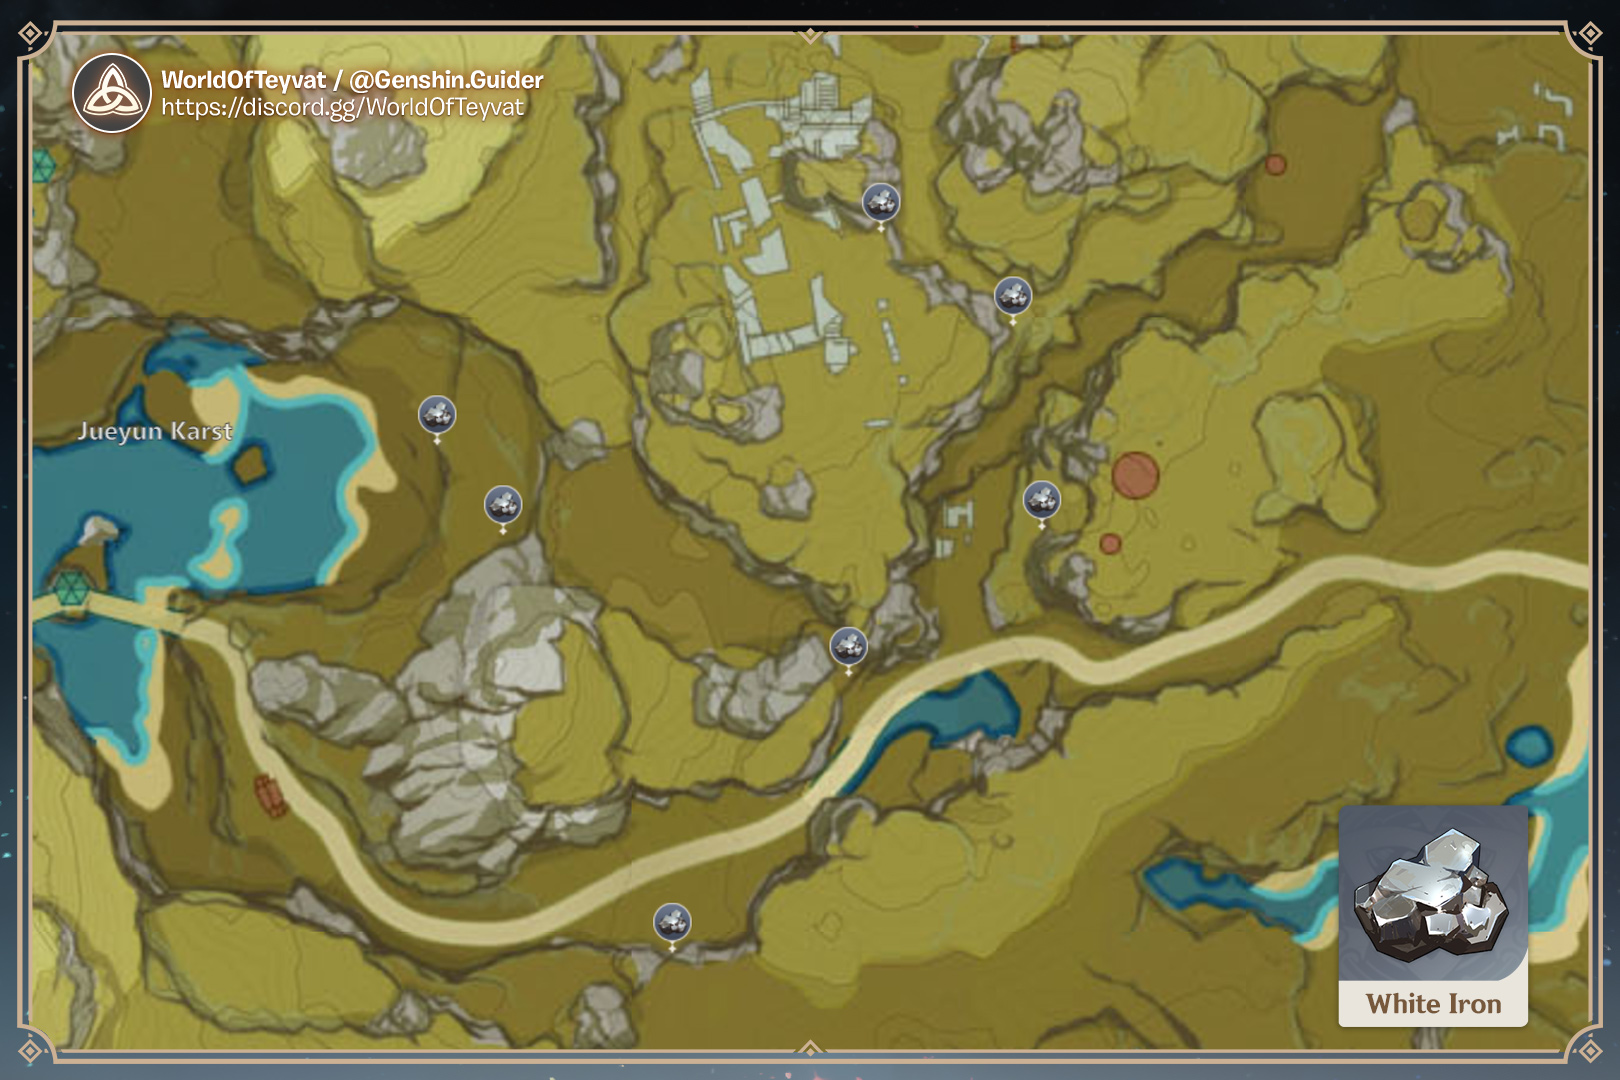 WorldOfTeyvat / @Genshin.Guider
https://discord.gg/WorldOfTeyvat
Jueyun Karst
White Iron